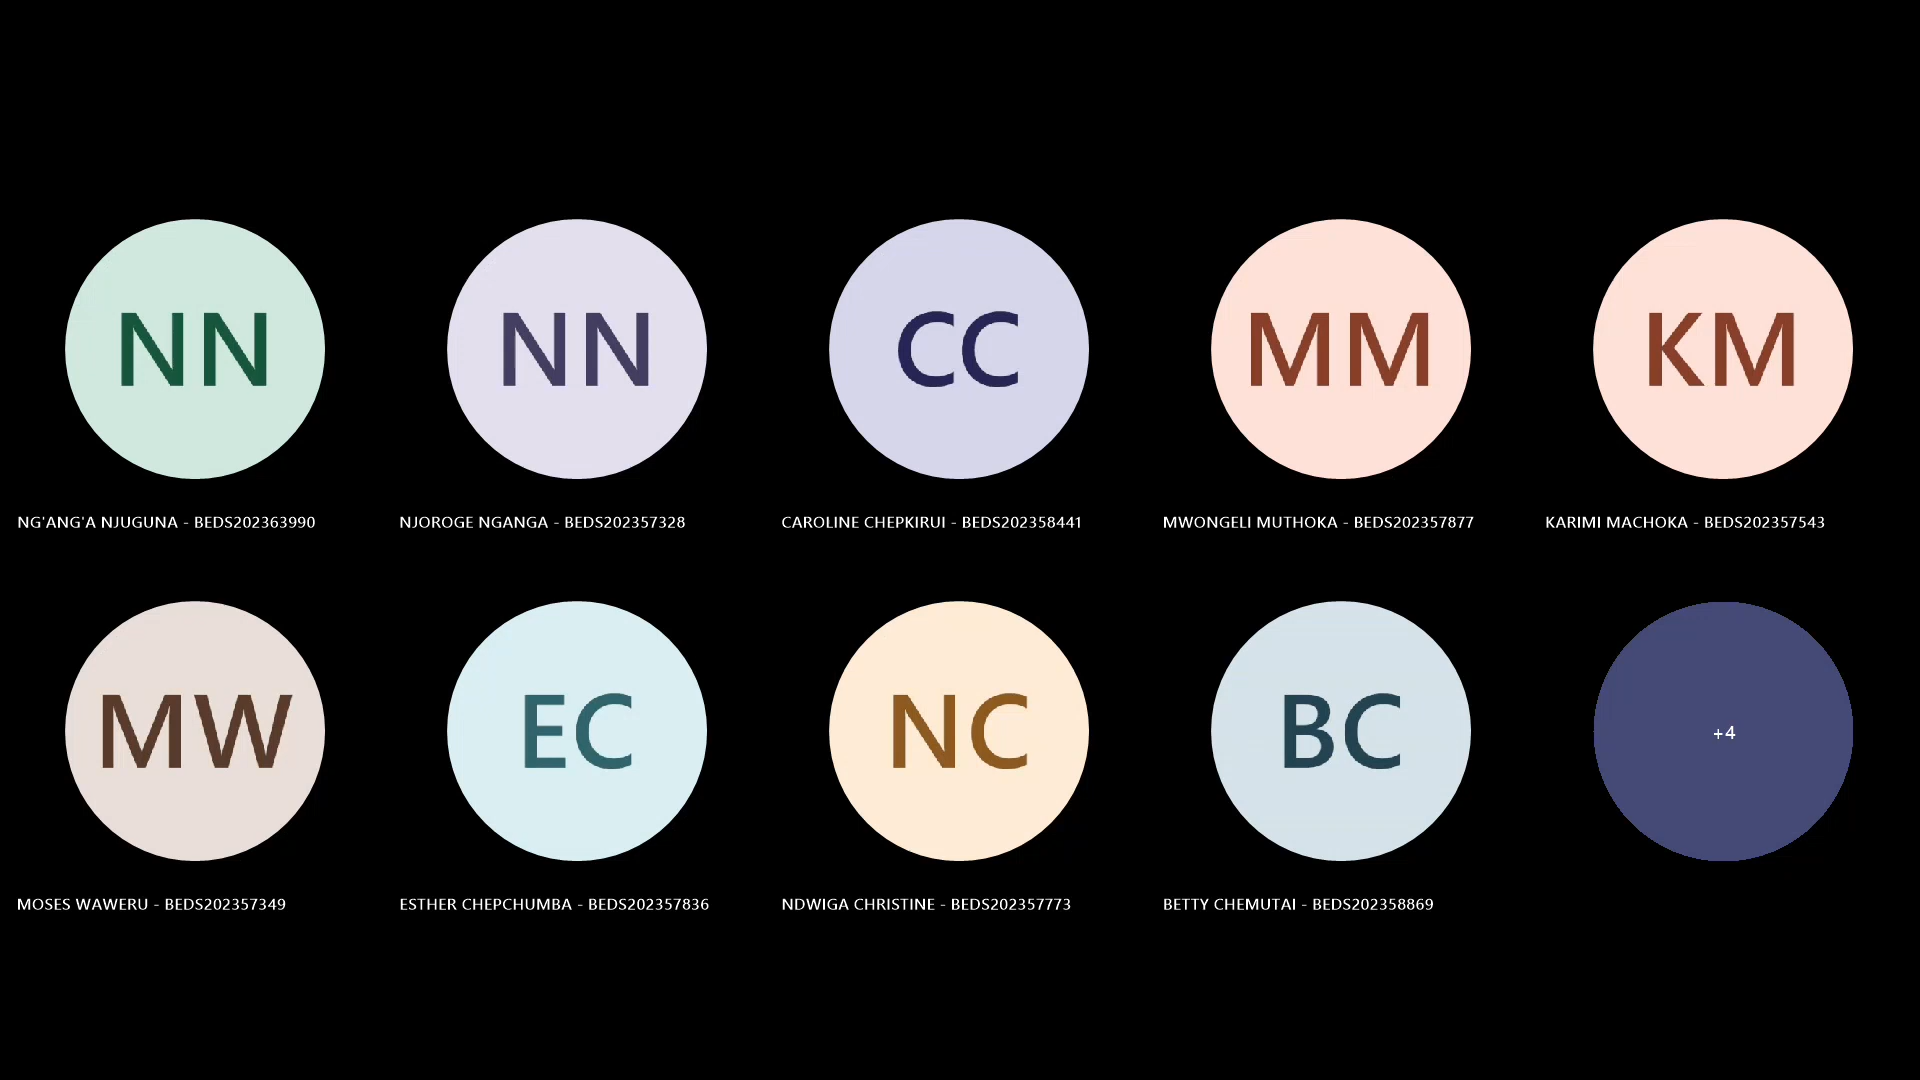 NN
NN
CC
MM
KM
NG'ANG'A NJUGUNA - BEDS202363990
NJOROGE NGANGA - BEDS202357328
CAROLINE CHEPKIRUI - BEDS202358441
MWONGELI MUTHOKA - BEDS202357877
KARIMI MACHOKA - BEDS202357543
MW
EC
NC
BC
+4
MOSES WAWERU - BEDS202357349
ESTHER CHEPCHUMBA - BEDS202357836
NDWIGA CHRISTINE - BEDS202357773
BETTY CHEMUTAI - BEDS202358869